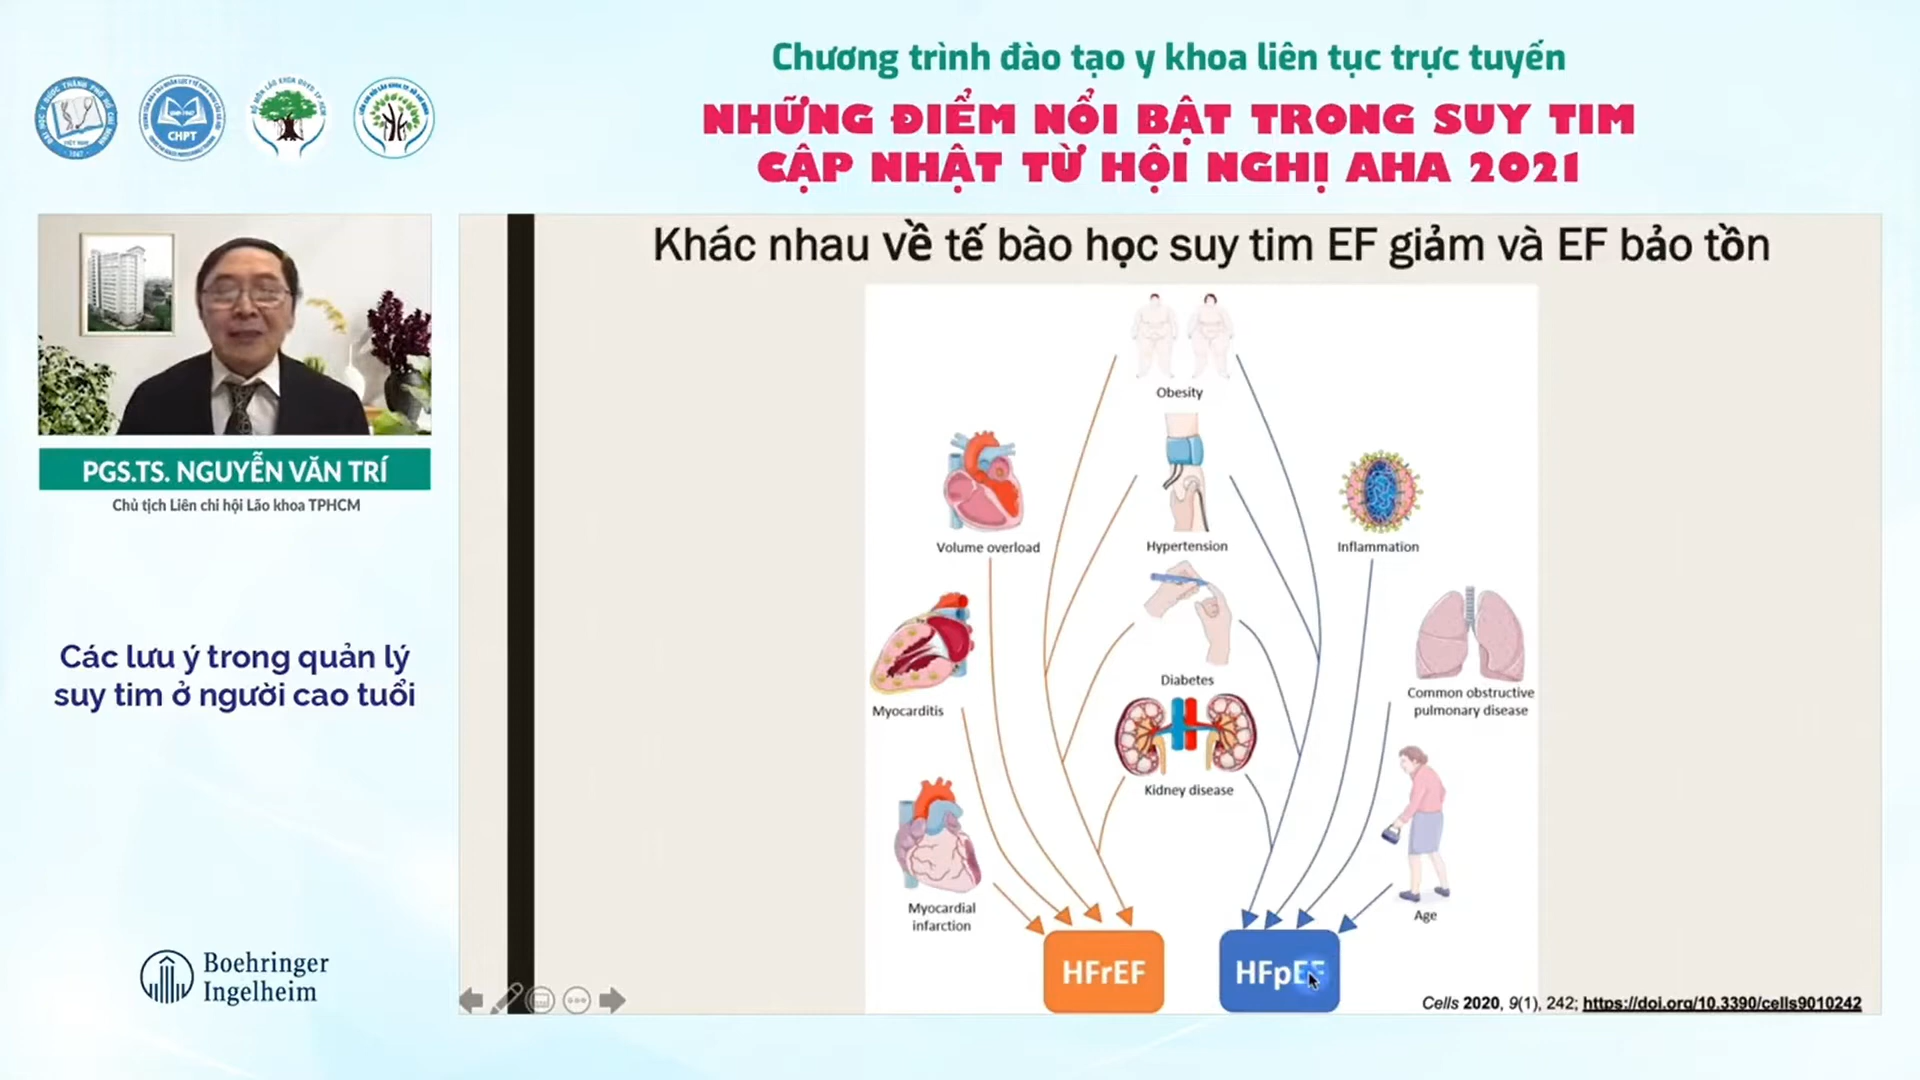 Chương trình đào tạo y khoa liên tục trực tuyến
NHỮNG ĐIỂM NỔI BẬT TRONG SUY TIM
CẬP NHẬT TỪ HỘI NGHỊ AHA 2021
CHPT
PGS.TS. NGUYỄN VĂN TRÍ
Chủ tịch Liên chi hội Lão khoa TPHCM
Các lưu ý trong quản lý
suy tim ở người cao tuổi
Boehringer
Ingelheim
Khác nhau về tế bào học suy tim EF giảm và EF bảo tồn
Obesity
Volume overload
Hypertension
Inflammation
Myocarditis
Diabetes
Common obstructive
pulmonary disease
Kidney disease
Myocardial
infarction
Age
HFrEF
HFpEF
Cells 2020, 9(1), 242; https://doi.org/10.3390/cells9010242